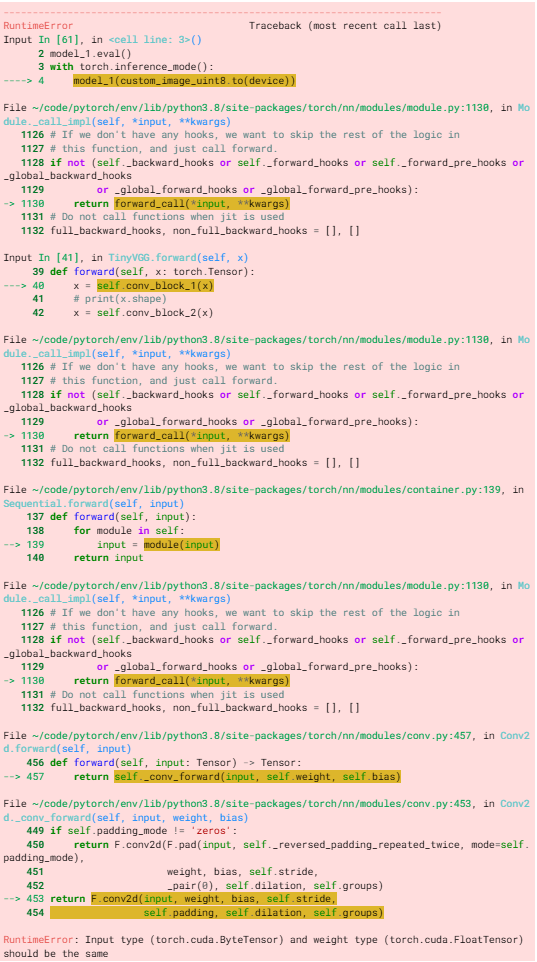 ---------------------------------------------------------------------------
RuntimeError                              Traceback (most recent call last)
Input In [61], in <cell line: 3>()
      2 model_1.eval()
      3 with torch.inference_mode():
----> 4     model_1(custom_image_uint8.to(device))

File ~/code/pytorch/env/lib/python3.8/site-packages/torch/nn/modules/module.py:1130, in Mo
dule._call_impl(self, *input, **kwargs)
   1126 # If we don't have any hooks, we want to skip the rest of the logic in
   1127 # this function, and just call forward.
   1128 if not (self._backward_hooks or self._forward_hooks or self._forward_pre_hooks or
_global_backward_hooks
   1129         or _global_forward_hooks or _global_forward_pre_hooks):
-> 1130     return forward_call(*input, **kwargs)
   1131 # Do not call functions when jit is used
   1132 full_backward_hooks, non_full_backward_hooks = [], []

Input In [41], in TinyVGG.forward(self, x)
     39 def forward(self, x: torch.Tensor):
---> 40     x = self.conv_block_1(x)
     41     # print(x.shape)
     42     x = self.conv_block_2(x)

File ~/code/pytorch/env/lib/python3.8/site-packages/torch/nn/modules/module.py:1130, in Mo
dule._call_impl(self, *input, **kwargs)
   1126 # If we don't have any hooks, we want to skip the rest of the logic in
   1127 # this function, and just call forward.
   1128 if not (self._backward_hooks or self._forward_hooks or self._forward_pre_hooks or
_global_backward_hooks
   1129         or _global_forward_hooks or _global_forward_pre_hooks):
-> 1130     return forward_call(*input, **kwargs)
   1131 # Do not call functions when jit is used
   1132 full_backward_hooks, non_full_backward_hooks = [], []

File ~/code/pytorch/env/lib/python3.8/site-packages/torch/nn/modules/container.py:139, in
Sequential.forward(self, input)
    137 def forward(self, input):
    138     for module in self:
--> 139         input = module(input)
    140     return input

File ~/code/pytorch/env/lib/python3.8/site-packages/torch/nn/modules/module.py:1130, in Mo
dule._call_impl(self, *input, **kwargs)
   1126 # If we don't have any hooks, we want to skip the rest of the logic in
   1127 # this function, and just call forward.
   1128 if not (self._backward_hooks or self._forward_hooks or self._forward_pre_hooks or
_global_backward_hooks
   1129         or _global_forward_hooks or _global_forward_pre_hooks):
-> 1130     return forward_call(*input, **kwargs)
   1131 # Do not call functions when jit is used
   1132 full_backward_hooks, non_full_backward_hooks = [], []

File ~/code/pytorch/env/lib/python3.8/site-packages/torch/nn/modules/conv.py:457, in Conv2
d.forward(self, input)
    456 def forward(self, input: Tensor) -> Tensor:
--> 457     return self._conv_forward(input, self.weight, self.bias)

File ~/code/pytorch/env/lib/python3.8/site-packages/torch/nn/modules/conv.py:453, in Conv2
d._conv_forward(self, input, weight, bias)
    449 if self.padding_mode != 'zeros':
    450     return F.conv2d(F.pad(input, self._reversed_padding_repeated_twice, mode=self.
padding_mode),
    451                     weight, bias, self.stride,
    452                     _pair(0), self.dilation, self.groups)
--> 453 return F.conv2d(input, weight, bias, self.stride,
    454                 self.padding, self.dilation, self.groups)

RuntimeError: Input type (torch.cuda.ByteTensor) and weight type (torch.cuda.FloatTensor)
should be the same